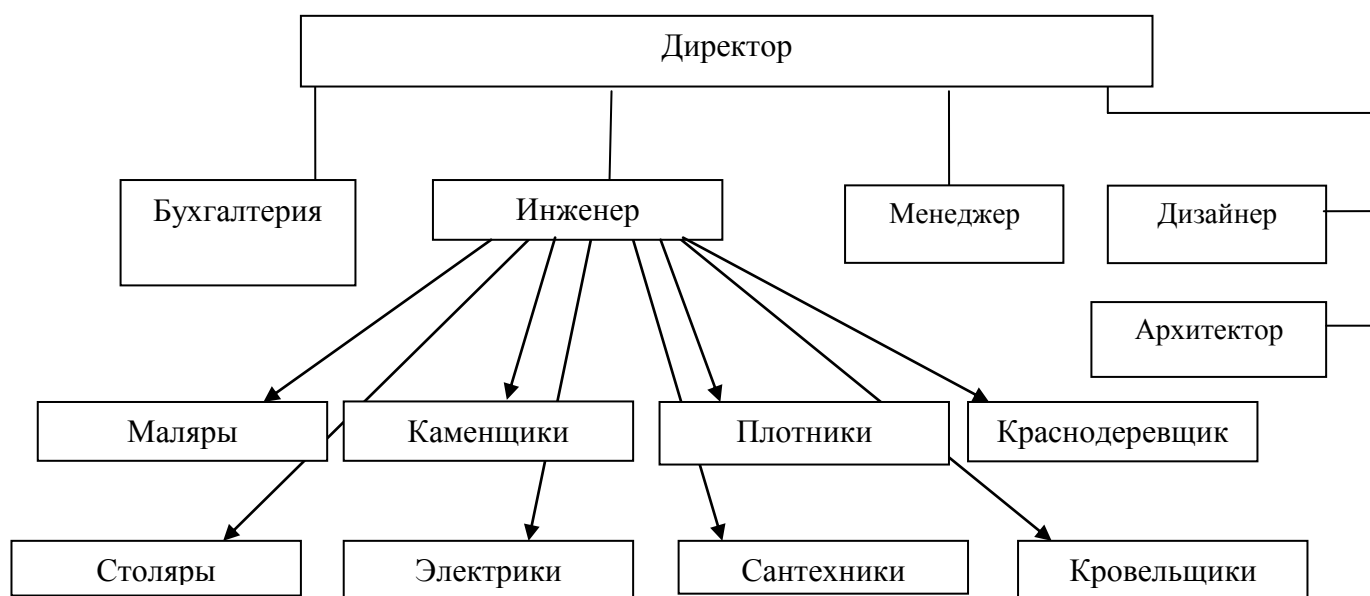 Директор
Бухгалтерия
Инженер
Менеджер
Дизайнер
Архитектор
Маляры
Каменщики
Плотники
Краснодеревщик
Столяры
Электрики
Сантехники
Кровельщики